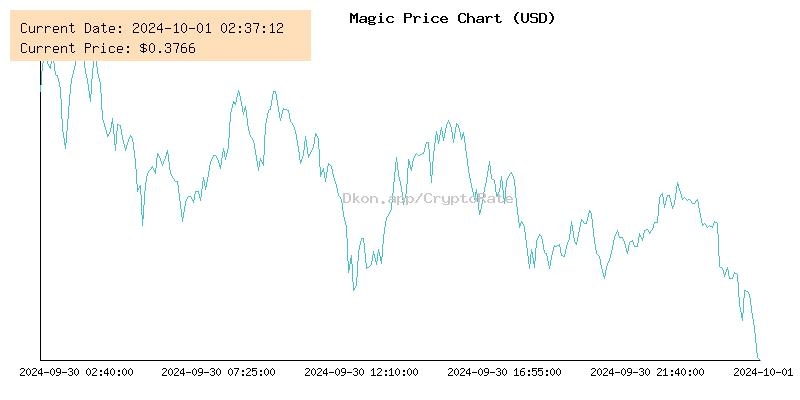 Magic Price Chart (USD)
Current Date: 2024-10-01 02:37:12
Current Price: $0.3766
Dkon.app/CryptoRate
2024-09-30 02:40:00
2024-09-30 07:25:00
2024-09-30 12:10:00
2024-09-30 16:55:00
2024-09-30 21:40:00
2024-10-01